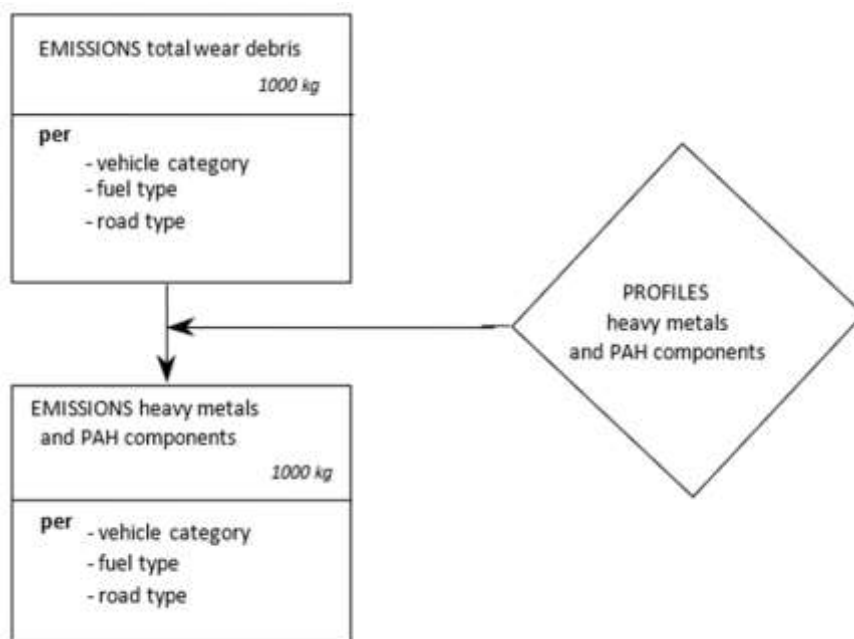 EMISSIONS total wear debris
1000 kg
per
- vehicle category
- fuel type
- road type
PROFILES
heavy metals
and PAH components
EMISSIONS heavy metals
and PAH components
1000 kg
per
- vehicle category
- fuel type
- road type